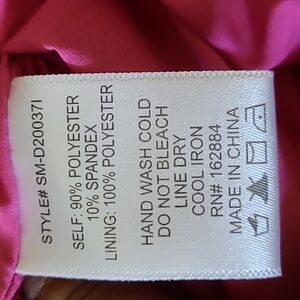 STYLE# SM-D20037I
SELF: 90% POLYESTER
10% SPANDEX
LINING: 100% POLYESTER
HAND WASH COLD
DO NOT BLEACH
LINE DRY
COOL IRON
RN# 162884
MADE IN CHINA